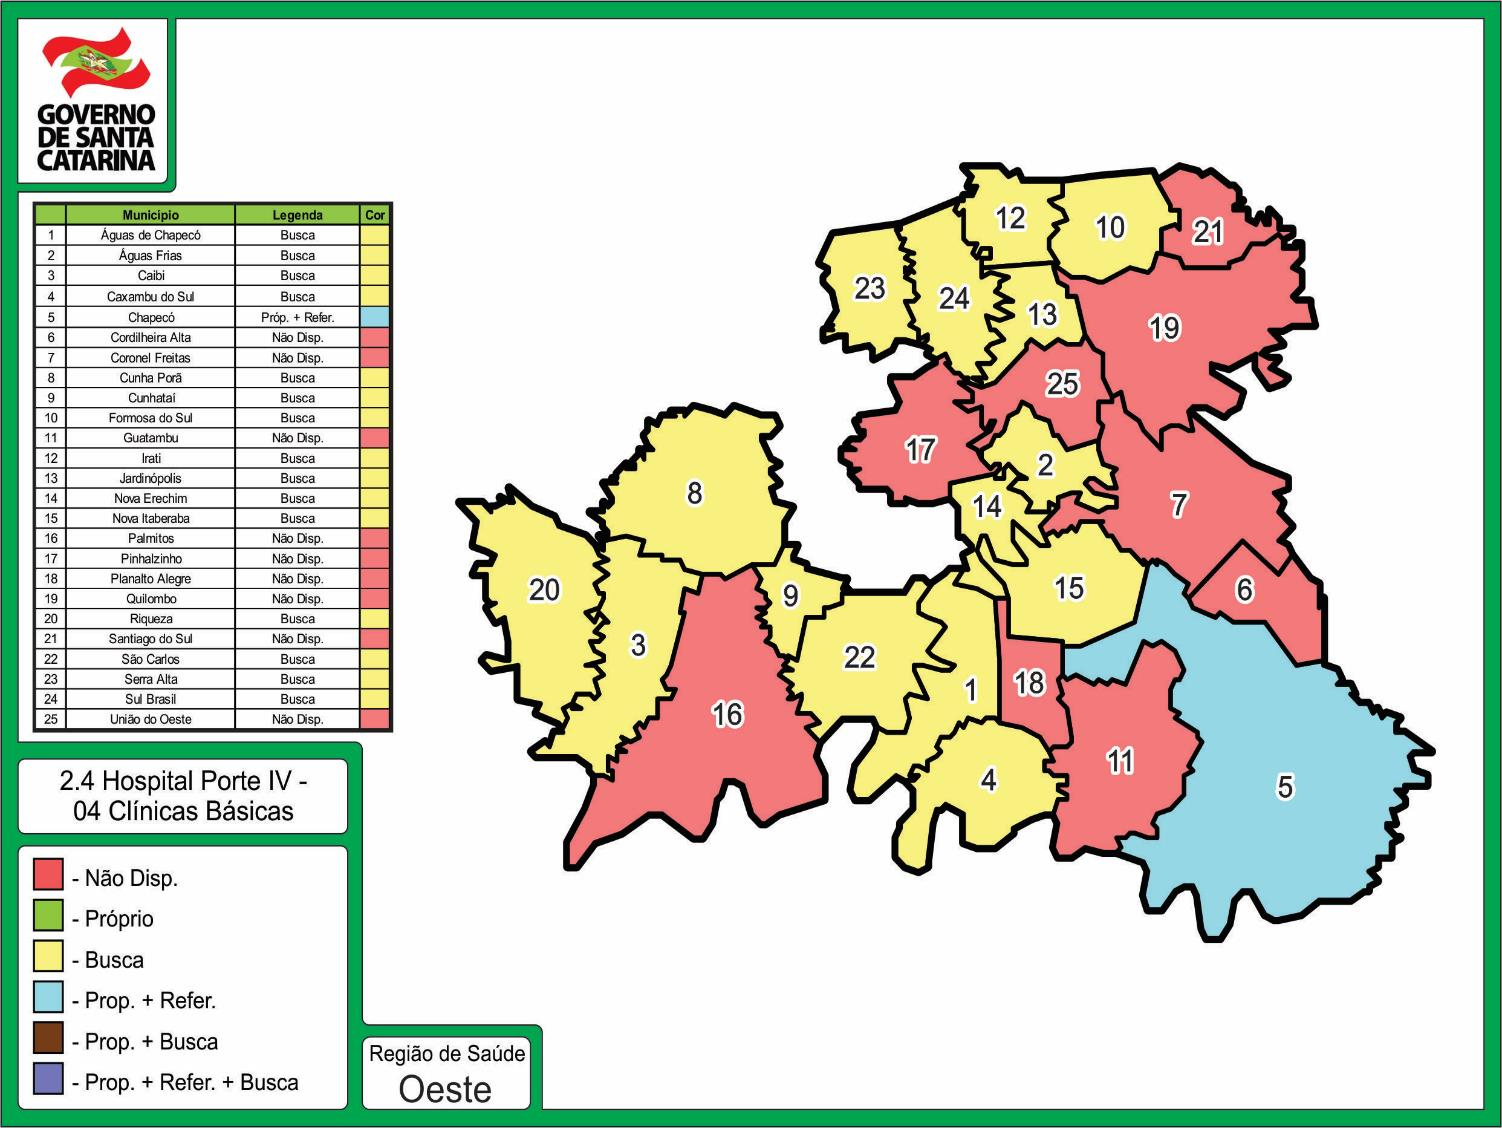 GOVERNO
DE SANTA
CATARINA
Município Legenda Cor
1 Águas de Chapecó Busca
2 Águas Frias Busca
3 Caibi Busca
4 Caxambu do Sul Busca
5 Chapecó Próp. + Refer.
6 Cordilheira Alta Não Disp.
7 Coronel Freitas Não Disp.
8 Cunha Porã Busca
9 Cunhataí Busca
10 Formosa do Sul Busca
11 Guatambu Não Disp.
12 Irati Busca
13 Jardinópolis Busca
14 Nova Erechim Busca
15 Nova Itaberaba Busca
16 Palmitos Não Disp.
17 Pinhalzinho Não Disp.
18 Planalto Alegre Não Disp.
19 Quilombo Não Disp.
20 Riqueza Busca
21 Santiago do Sul Não Disp.
22 São Carlos Busca
23 Serra Alta Busca
24 Sul Brasil Busca
25 União do Oeste Não Disp.
2.4 Hospital Porte IV -
04 Clínicas Básicas
- Não Disp.
- Próprio
- Busca
- Prop. + Refer.
- Prop. + Busca
- Prop. + Refer. + Busca
Região de Saúde
Oeste
12
10
21
23
24
13
19
25
17
2
8
14
7
20
9
15
6
3
22
18
1
16
11
4
5